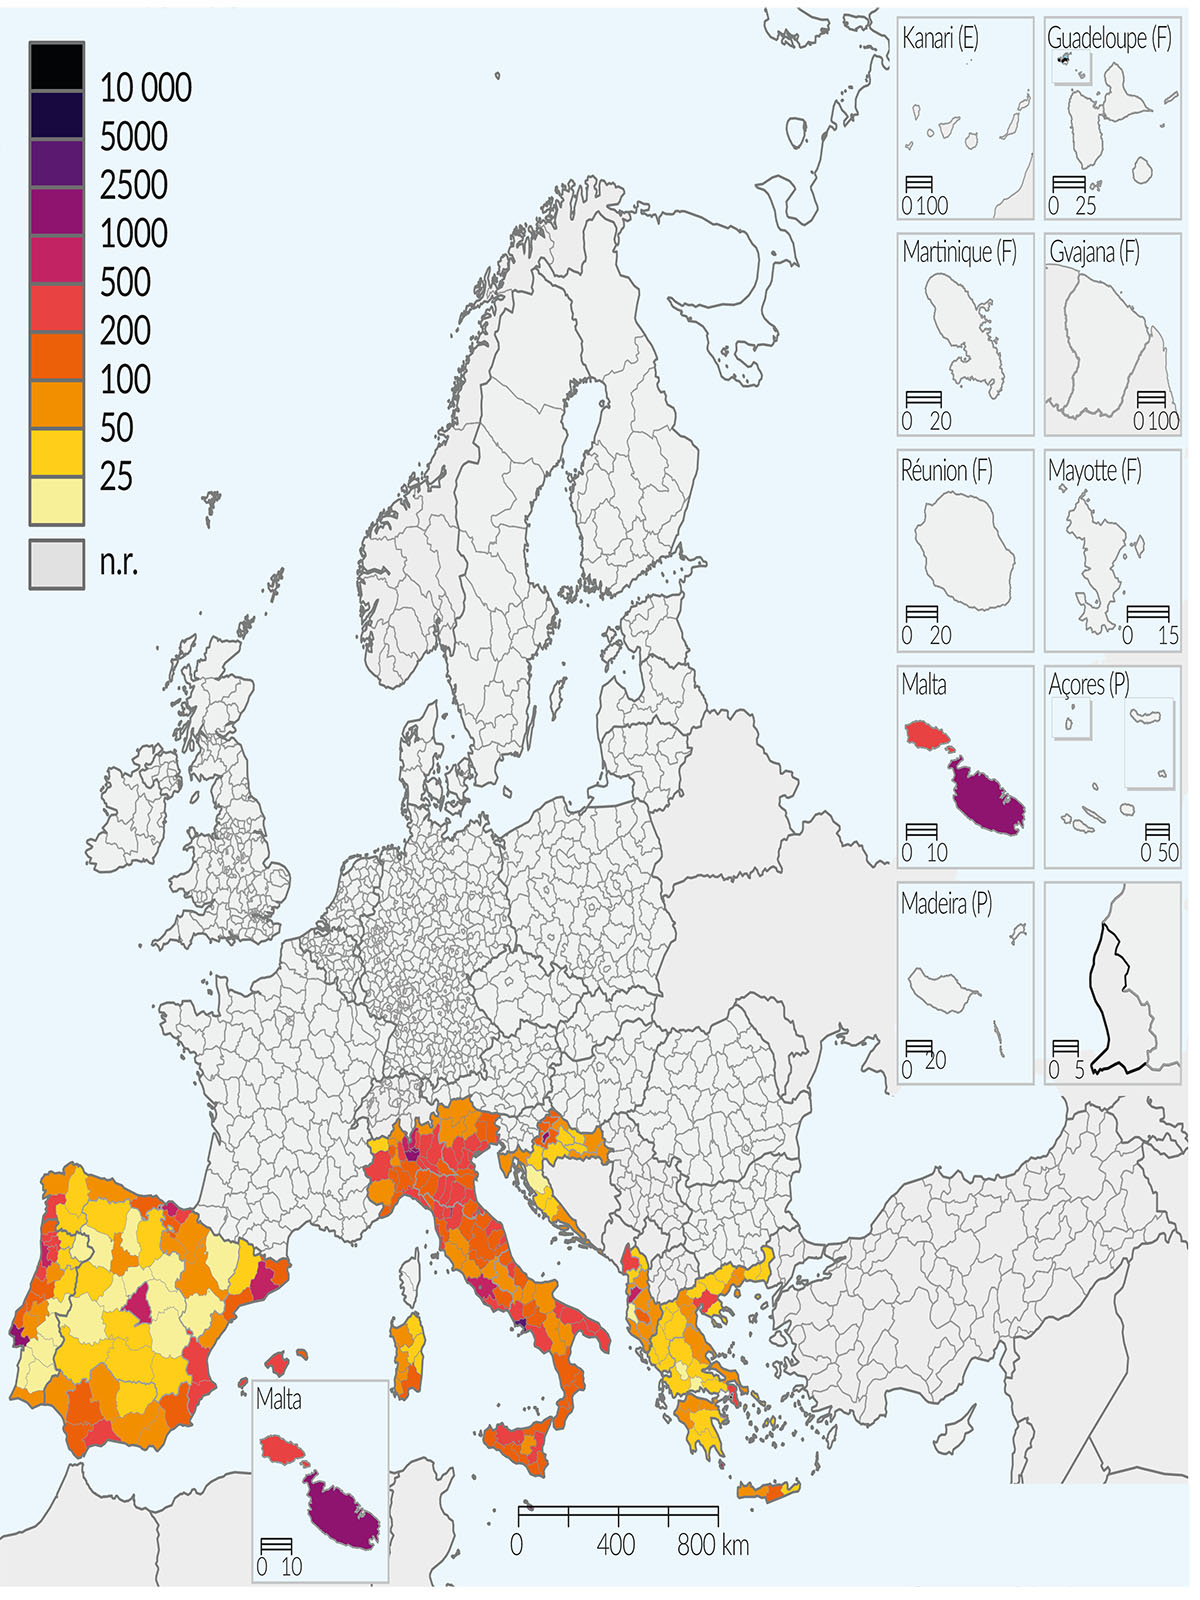 10 000
5000
2500
1000
500
200
100
50
25
n.r.
Kanari (E)
0 100
Guadeloupe (F)
0 25
Martinique (F)
0 20
Gvajana (F)
0 100
Réunion (F)
0 20
Mayotte (F)
0 15
Malta
0 10
Açores (P)
0 50
Madeira (P)
0 20
0 5
Malta
0 10
0 400 800 km